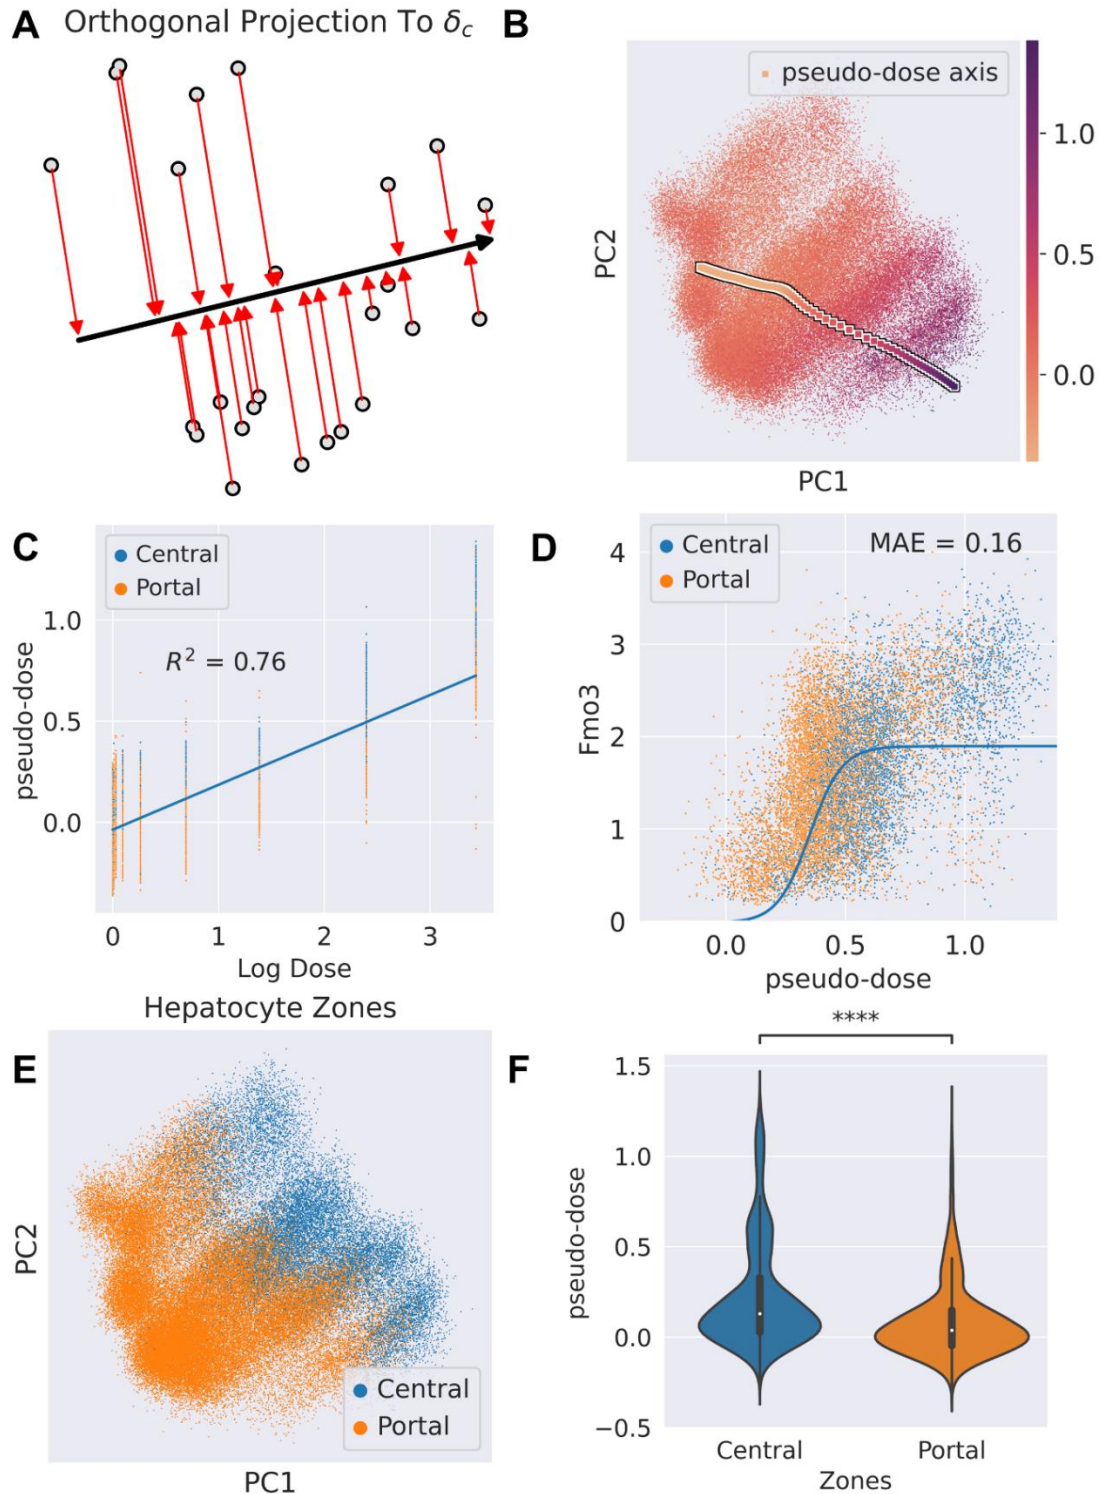 A Orthogonal Projection To δc
B
pseudo-dose axis
1.0
0.5
0.0
PC2
PC1
C
Central
Portal
R² = 0.76
pseudo-dose
1.0
0.5
0.0
0 1 2 3
Log Dose
D
Central
Portal
MAE = 0.16
Fmo3
4
3
2
1
0
0.0 0.5 1.0
pseudo-dose
Hepatocyte Zones
E
PC2
Central
Portal
PC1
F
****
pseudo-dose
1.5
1.0
0.5
0.0
−0.5
Central Portal
Zones